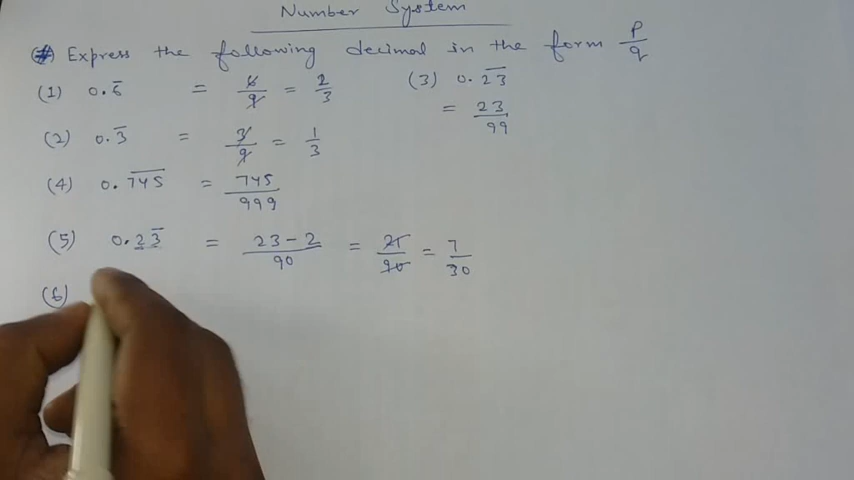 Number System
(#) Express the following decimal in the form p/q
(1) 0.6̅ = 6/9 = 2/3
(3) 0.2̅3̅ = 23/99
(2) 0.3̅ = 3/9 = 1/3
(4) 0.7̅4̅5̅ = 745/999
(5) 0.23̅ = 23-2/90 = 21/90 = 7/30
(6)